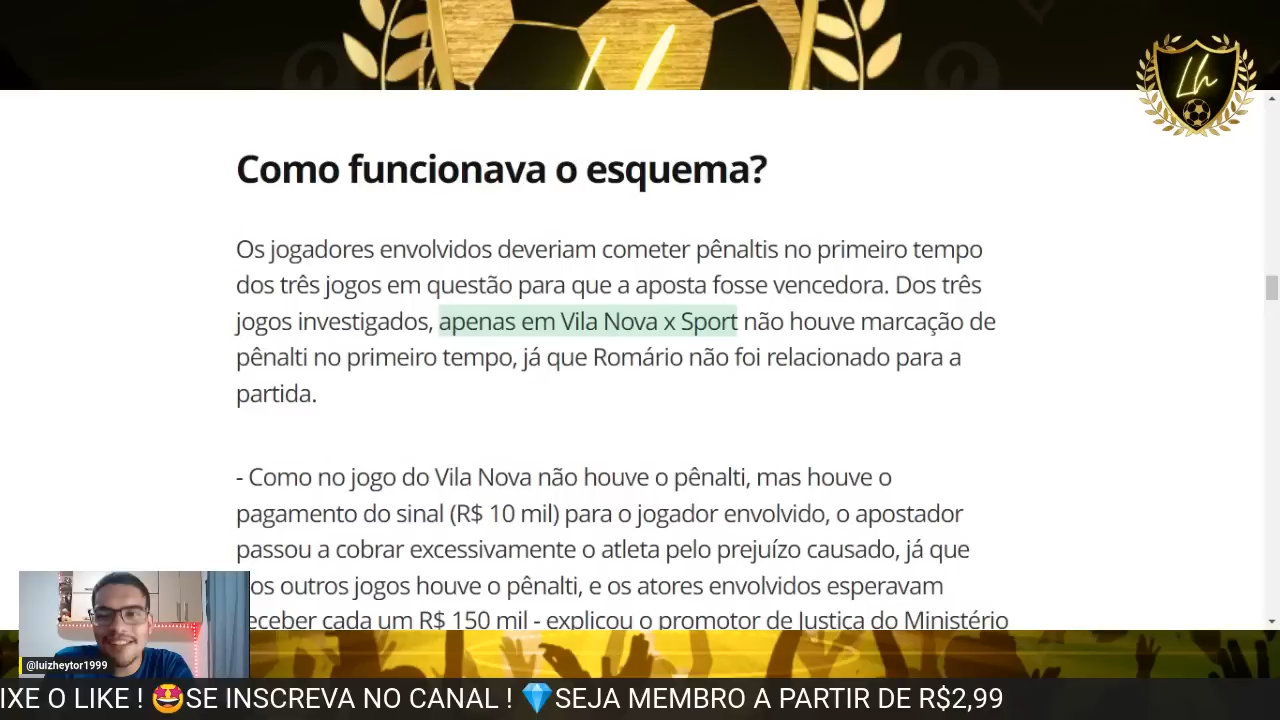 Lh
Lh
Como funcionava o esquema?
Os jogadores envolvidos deveriam cometer pênaltis no primeiro tempo
dos três jogos em questão para que a aposta fosse vencedora. Dos três
jogos investigados, apenas em Vila Nova x Sport não houve marcação de
pênalti no primeiro tempo, já que Romário não foi relacionado para a
partida.
- Como no jogo do Vila Nova não houve o pênalti, mas houve o
pagamento do sinal (R$ 10 mil) para o jogador envolvido, o apostador
passou a cobrar excessivamente o atleta pelo prejuízo causado, já que
os outros jogos houve o pênalti, e os atores envolvidos esperavam
eceber cada um R$ 150 mil - explicou o promotor de Justiça do Ministério
@luizheytor1999
IXE O LIKE ! 🤩SE INSCREVA NO CANAL ! 💎SEJA MEMBRO A PARTIR DE R$2,99